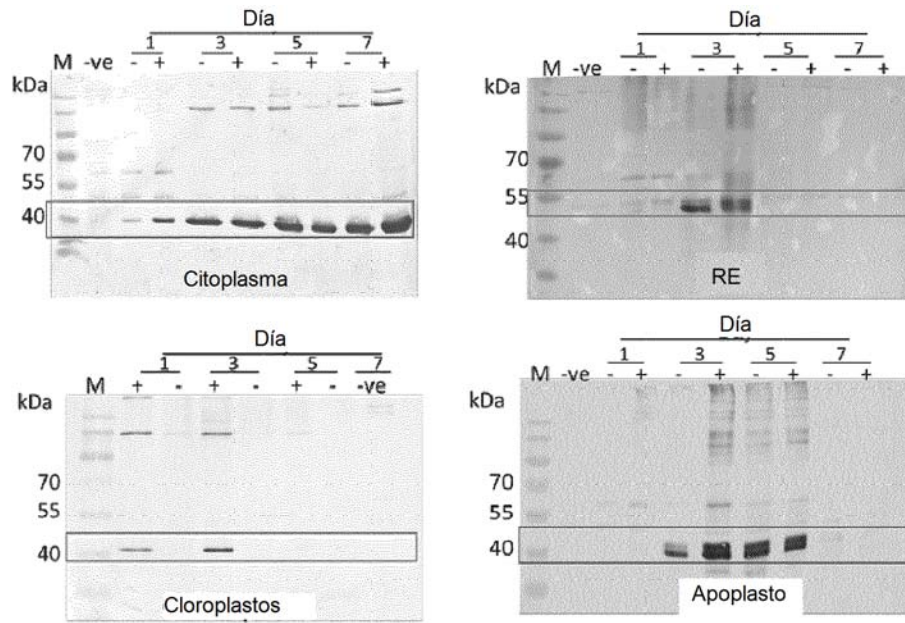 Día
1 3 5 7
M -ve - + - + - + - +
kDa
70
55
40
Citoplasma
Día
1 3 5 7
M -ve - + - + - + - +
kDa
70
55
40
RE
Día
1 3 5 7
M + - + - + - -ve
kDa
70
55
40
Cloroplastos
Día
1 3 5 7
M -ve - + - + - + - +
kDa
70
55
40
Apoplasto